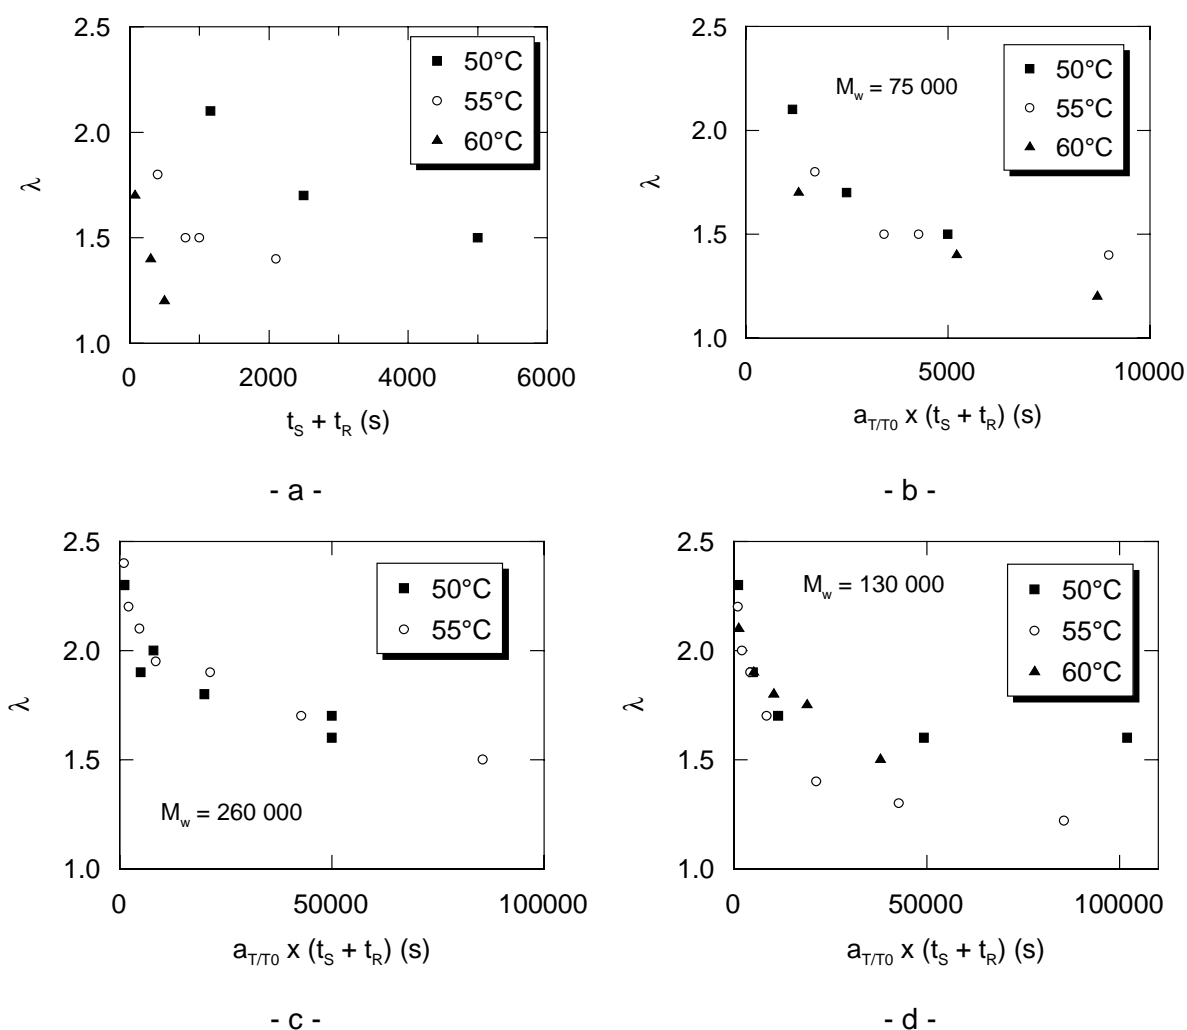 2.5
2.0
1.5
1.0
λ
50°C
55°C
60°C
0 2000 4000 6000
t_S + t_R (s)
- a -
2.5
2.0
1.5
1.0
λ
M_w = 75 000
50°C
55°C
60°C
0 5000 10000
a_T/T0 x (t_S + t_R) (s)
- b -
2.5
2.0
1.5
1.0
λ
50°C
55°C
M_w = 260 000
0 50000 100000
a_T/T0 x (t_S + t_R) (s)
- c -
2.5
2.0
1.5
1.0
λ
M_w = 130 000
50°C
55°C
60°C
0 50000 100000
a_T/T0 x (t_S + t_R) (s)
- d -